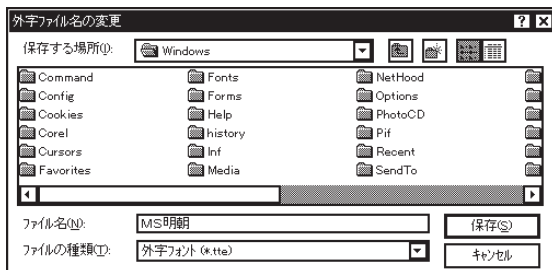 外字ファイル名の変更
保存する場所(I):
Windows
Command
Fonts
NetHood
Config
Forms
Options
Cookies
Help
PhotoCD
Corel
history
Pif
Cursors
Inf
Recent
Favorites
Media
SendTo
ファイル名(N):
MS明朝
保存(S)
ファイルの種類(T):
外字フォント (*.tte)
キャンセル